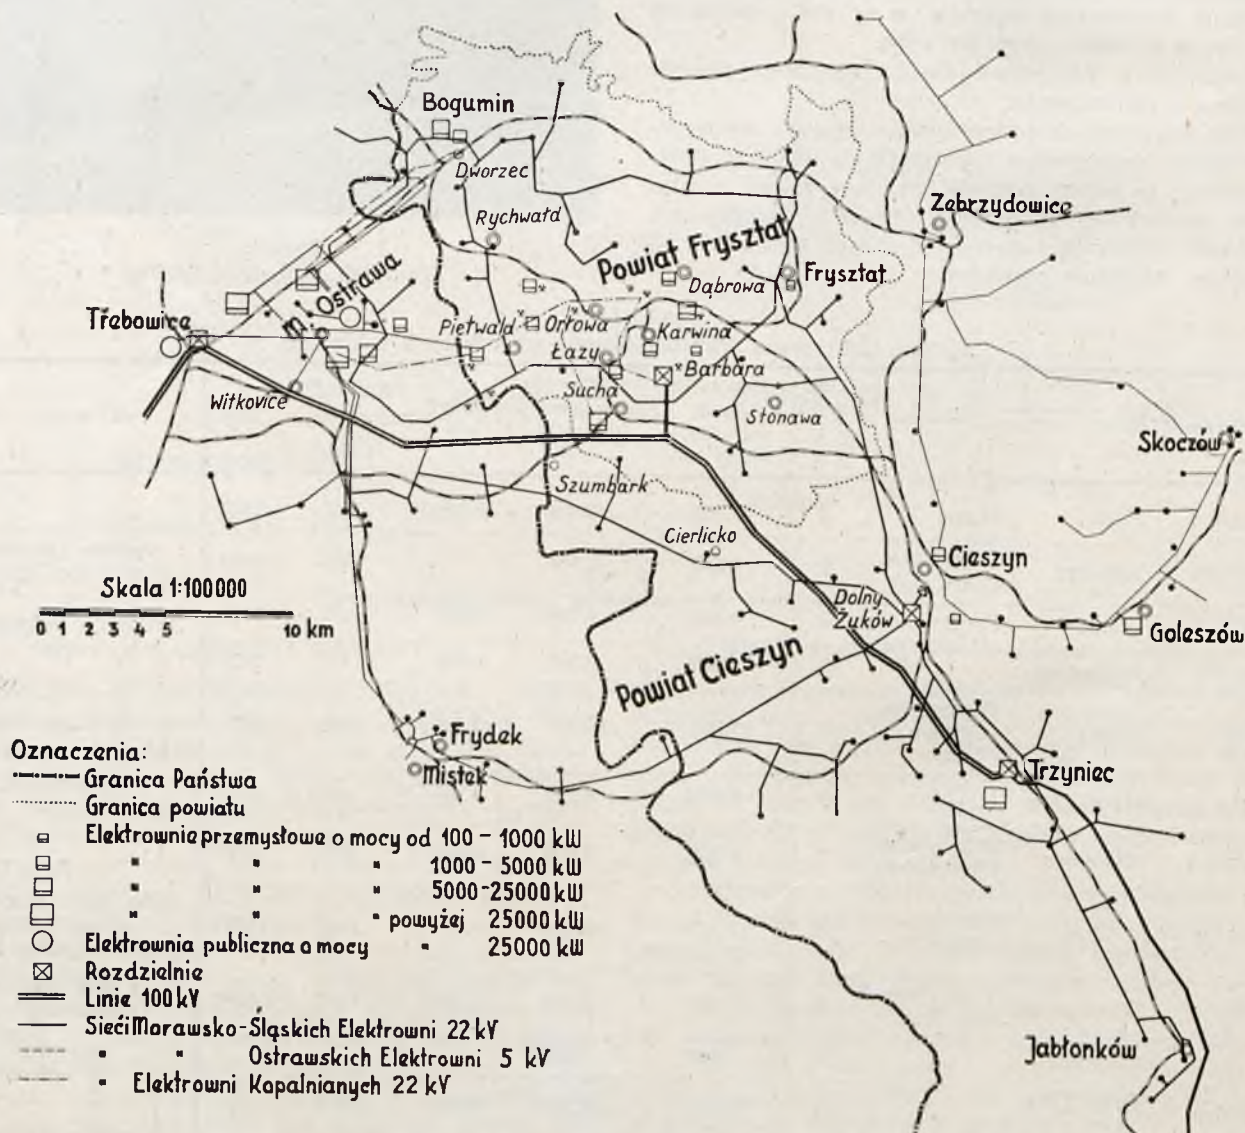 Bogumin
Dworzec
Rychwałd
Zebrzydowice
Powiat Frysztat
Dąbrowa
Frysztat
m. Ostrawa
Třebowice
Pietwald
Orłowa
Karwina
Łazy
Barbara
Sucha
Witkovice
Stonawa
Skoczów
Szumbark
Cierlicko
Cieszyn
Skala 1:100000
0 1 2 3 4 5 10 km
Dolny
Żuków
Goleszów
Powiat Cieszyn
Frydek
Mistek
Trzyniec
Jabłonków
Oznaczenia:
Granica Państwa
Granica powiatu
Elektrownie przemysłowe o mocy od 100 - 1000 kW
" " " 1000 - 5000 kW
" " " 5000 - 25000 kW
" " " powyżej 25000 kW
Elektrownia publiczna o mocy " 25000 kW
Rozdzielnie
Linie 100 kV
Sieći Morawsko-Śląskich Elektrowni 22 kV
" " Ostrawskich Elektrowni 5 kV
" Elektrowni Kopalnianych 22 kV